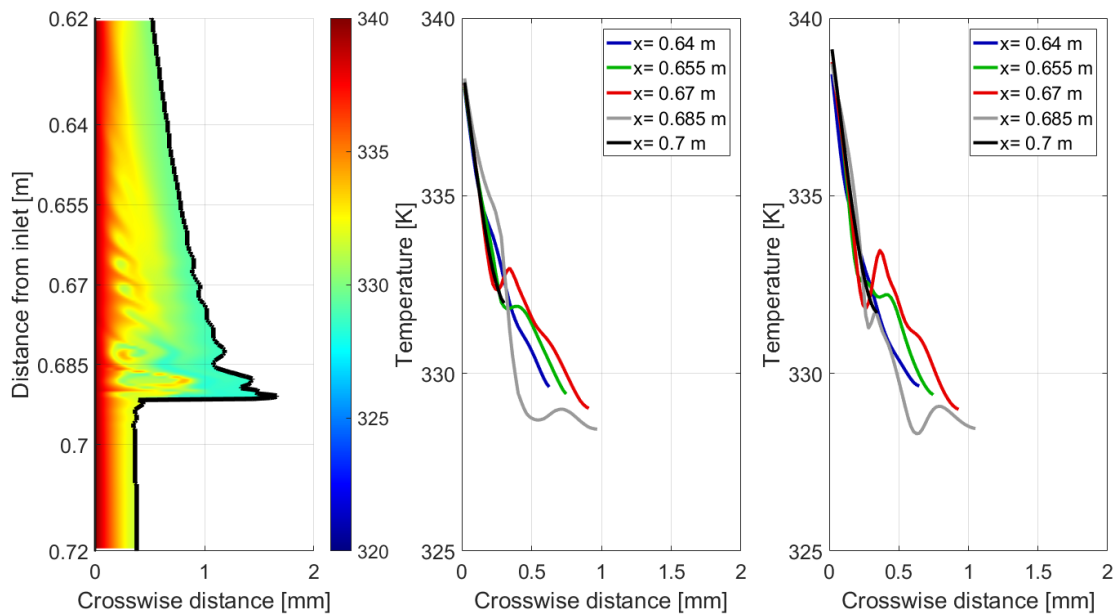 0.62
0.64
0.655
0.67
0.685
0.7
0.72
Distance from inlet [m]
0
1
2
Crosswise distance [mm]
340
335
330
325
320
340
335
330
325
Temperature [K]
0
0.5
1
1.5
2
Crosswise distance [mm]
x= 0.64 m
x= 0.655 m
x= 0.67 m
x= 0.685 m
x= 0.7 m
340
335
330
325
Temperature [K]
0
0.5
1
1.5
2
Crosswise distance [mm]
x= 0.64 m
x= 0.655 m
x= 0.67 m
x= 0.685 m
x= 0.7 m